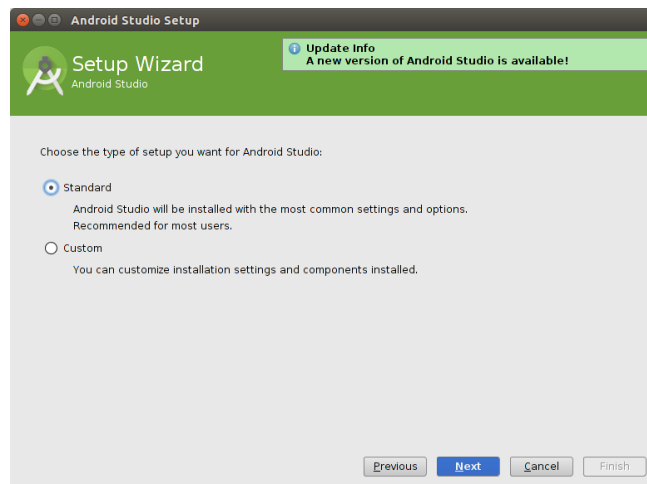 Android Studio Setup
Setup Wizard
Android Studio
Update Info
A new version of Android Studio is available!
Choose the type of setup you want for Android Studio:
Standard
Android Studio will be installed with the most common settings and options.
Recommended for most users.
Custom
You can customize installation settings and components installed.
Previous
Next
Cancel
Finish